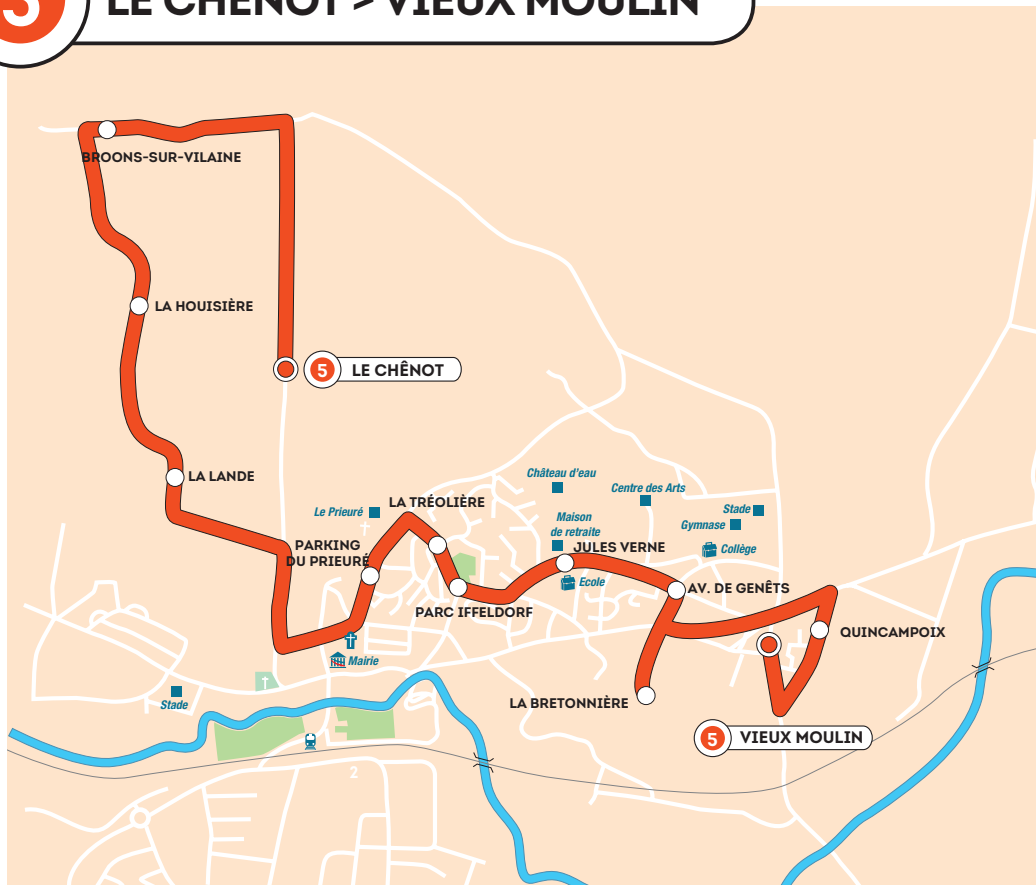 5
LE CHÊNOT > VIEUX MOULIN
BROONS-SUR-VILAINE
LA HOUISIÈRE
5 LE CHÊNOT
LA LANDE
Château d'eau
Centre des Arts
LA TRÉOLIÈRE
Le Prieuré
Stade
Maison
de retraite
Gymnase
PARKING
DU PRIEURÉ
JULES VERNE
Collège
Ecole
AV. DE GENÊTS
PARC IFFELDORF
QUINCAMPOIX
Mairie
Stade
LA BRETONNIÈRE
5 VIEUX MOULIN
2